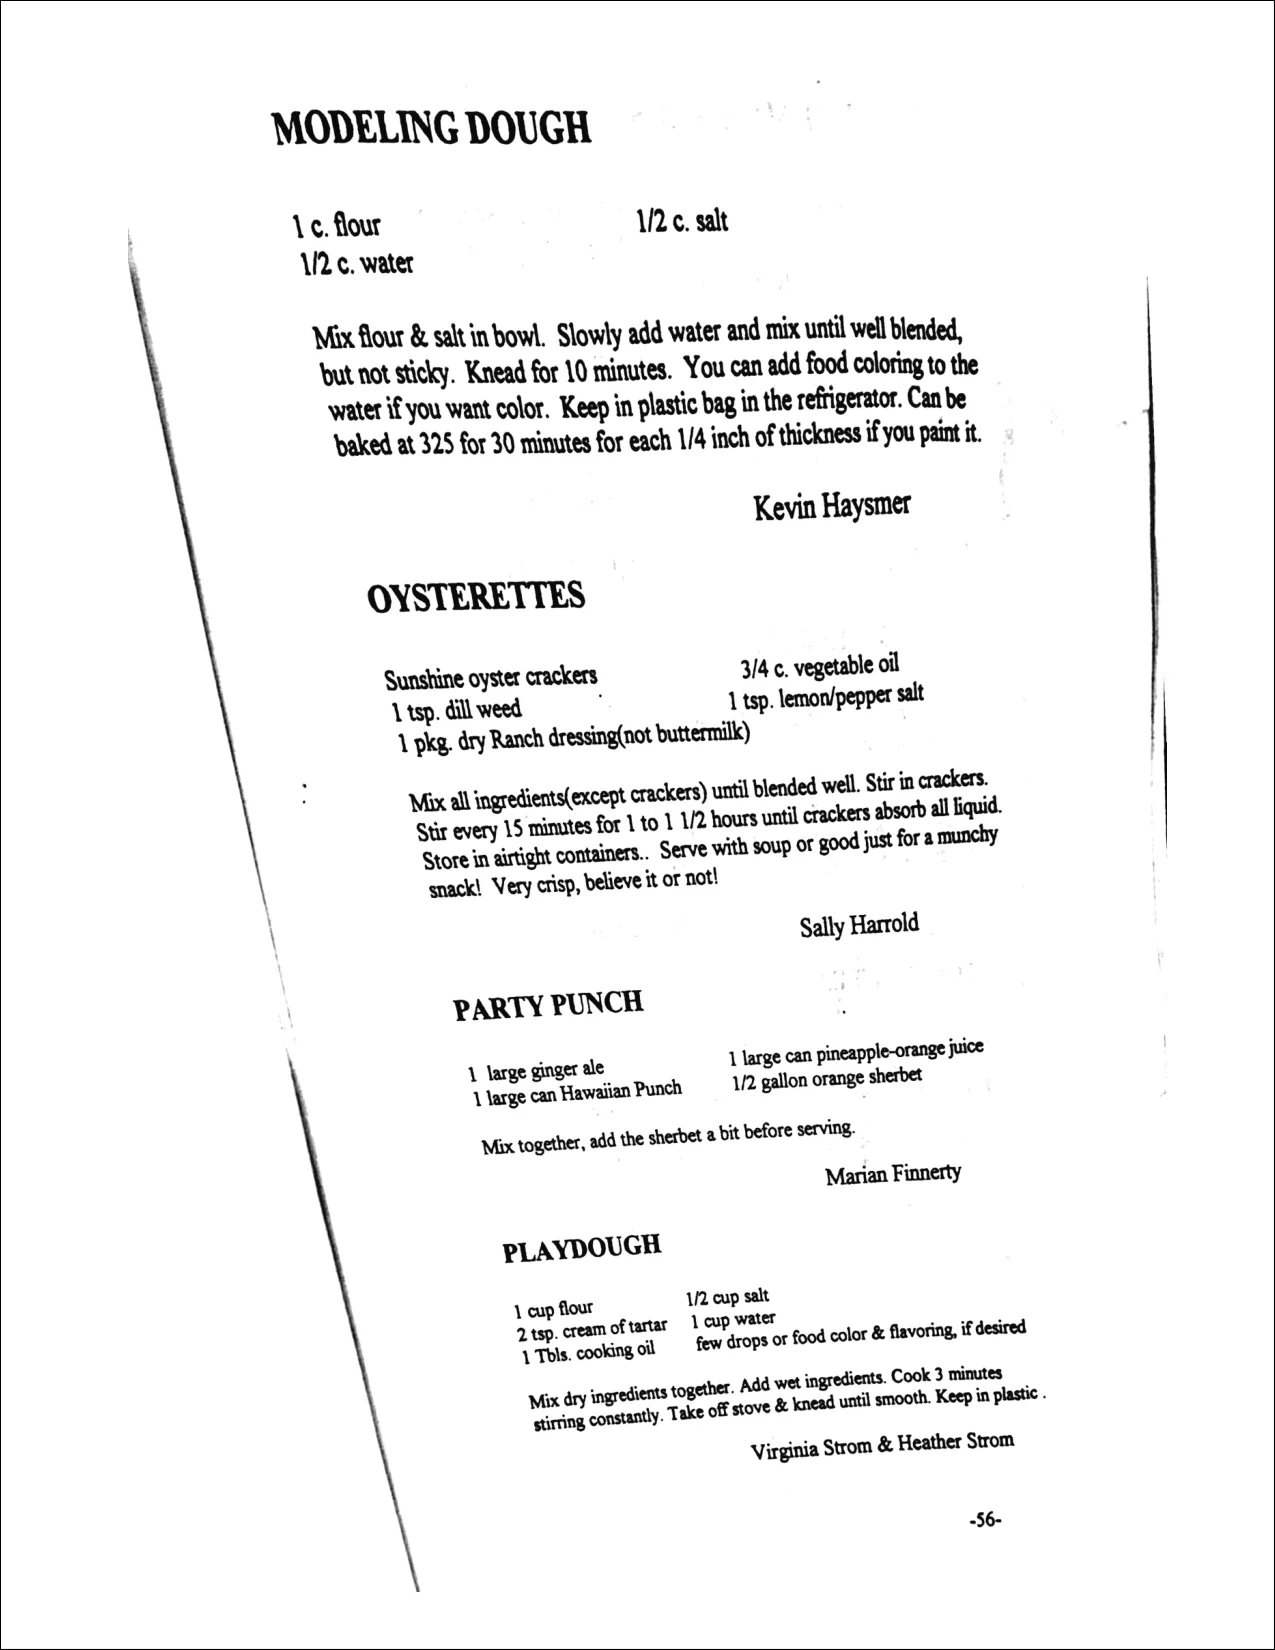 MODELING DOUGH
1 c. flour 1/2 c. salt
1/2 c. water
Mix flour & salt in bowl. Slowly add water and mix until well blended,
but not sticky. Knead for 10 minutes. You can add food coloring to the
water if you want color. Keep in plastic bag in the refrigerator. Can be
baked at 325 for 30 minutes for each 1/4 inch of thickness if you paint it.
Kevin Haysmer
OYSTERETTES
Sunshine oyster crackers 3/4 c. vegetable oil
1 tsp. dill weed 1 tsp. lemon/pepper salt
1 pkg. dry Ranch dressing(not buttermilk)
Mix all ingredients(except crackers) until blended well. Stir in crackers.
Stir every 15 minutes for 1 to 1 1/2 hours until crackers absorb all liquid.
Store in airtight containers.. Serve with soup or good just for a munchy
snack! Very crisp, believe it or not!
Sally Harrold
PARTY PUNCH
1 large ginger ale 1 large can pineapple-orange juice
1 large can Hawaiian Punch 1/2 gallon orange sherbet
Mix together, add the sherbet a bit before serving.
Marian Finnerty
PLAYDOUGH
1 cup flour 1/2 cup salt
2 tsp. cream of tartar 1 cup water
1 Tbls. cooking oil few drops or food color & flavoring, if desired
Mix dry ingredients together. Add wet ingredients. Cook 3 minutes
stirring constantly. Take off stove & knead until smooth. Keep in plastic .
Virginia Strom & Heather Strom
-56-